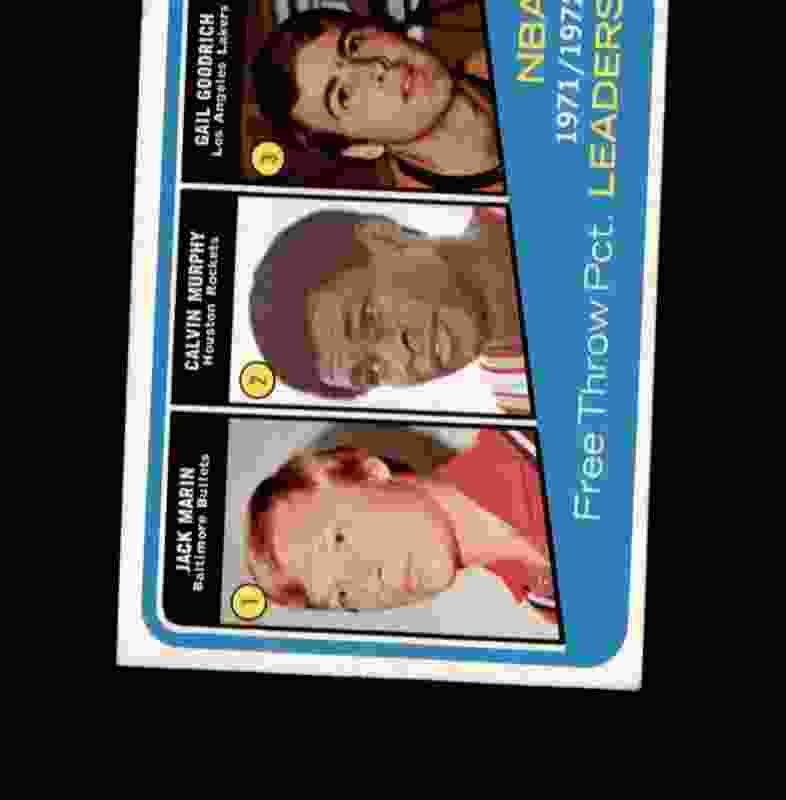 JACK MARIN
Baltimore Bullets
1
CALVIN MURPHY
Houston Rockets
2
GAIL GOODRICH
Los Angeles Lakers
3
NBA
1971/1972
Free Throw Pct. LEADERS